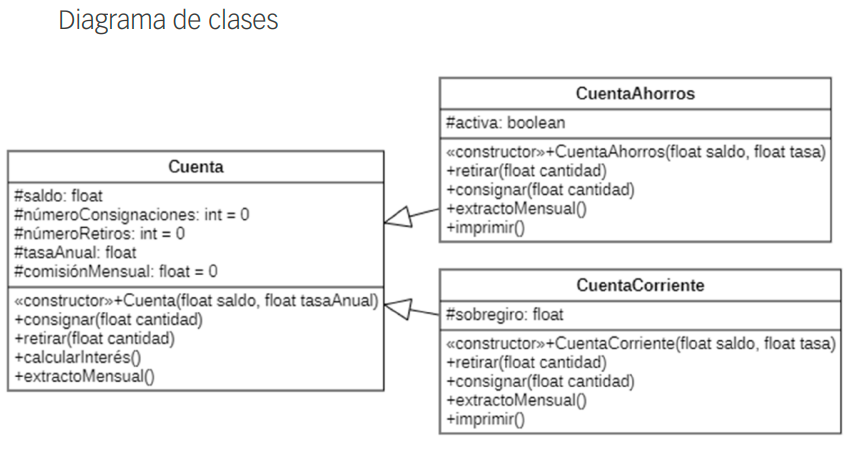 Diagrama de clases
Cuenta
#saldo: float
#númeroConsignaciones: int = 0
#númeroRetiros: int = 0
#tasaAnual: float
#comisiónMensual: float = 0
«constructor»+Cuenta(float saldo, float tasaAnual)
+consignar(float cantidad)
+retirar(float cantidad)
+calcularInterés()
+extractoMensual()
CuentaAhorros
#activa: boolean
«constructor»+CuentaAhorros(float saldo, float tasa)
+retirar(float cantidad)
+consignar(float cantidad)
+extractoMensual()
+imprimir()
CuentaCorriente
#sobregiro: float
«constructor»+CuentaCorriente(float saldo, float tasa)
+retirar(float cantidad)
+consignar(float cantidad)
+extractoMensual()
+imprimir()